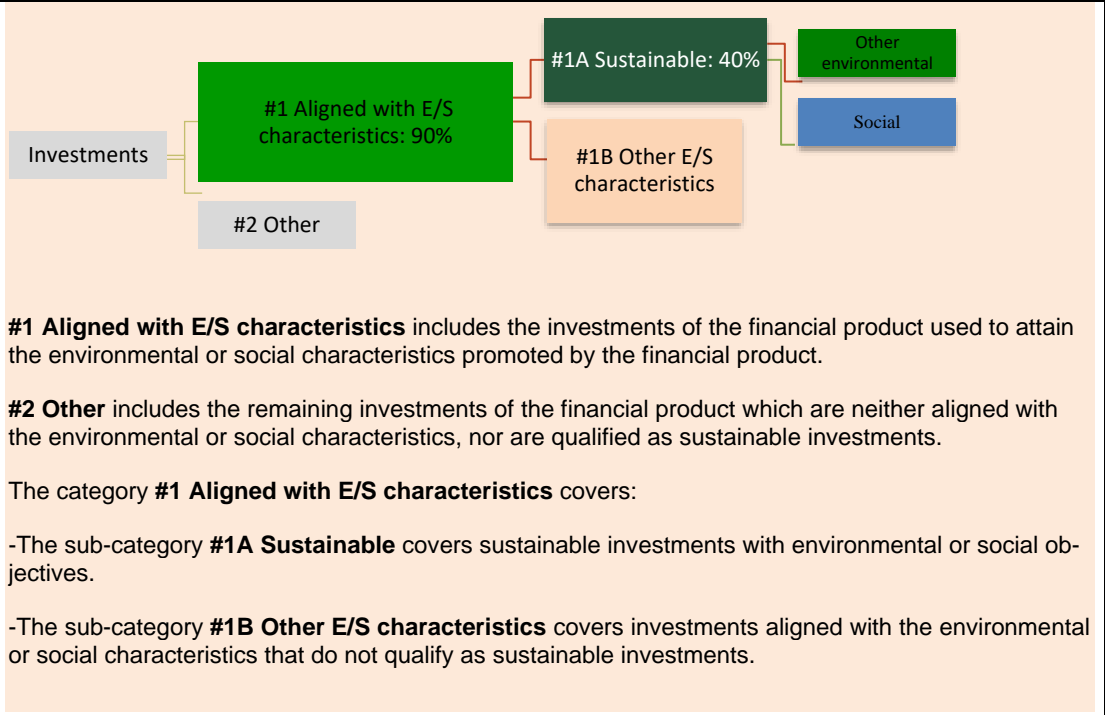 Investments
#1 Aligned with E/S
characteristics: 90%
#2 Other
#1A Sustainable: 40%
#1B Other E/S
characteristics
Other
environmental
Social
#1 Aligned with E/S characteristics includes the investments of the financial product used to attain
the environmental or social characteristics promoted by the financial product.
#2 Other includes the remaining investments of the financial product which are neither aligned with
the environmental or social characteristics, nor are qualified as sustainable investments.
The category #1 Aligned with E/S characteristics covers:
-The sub-category #1A Sustainable covers sustainable investments with environmental or social ob-
jectives.
-The sub-category #1B Other E/S characteristics covers investments aligned with the environmental
or social characteristics that do not qualify as sustainable investments.